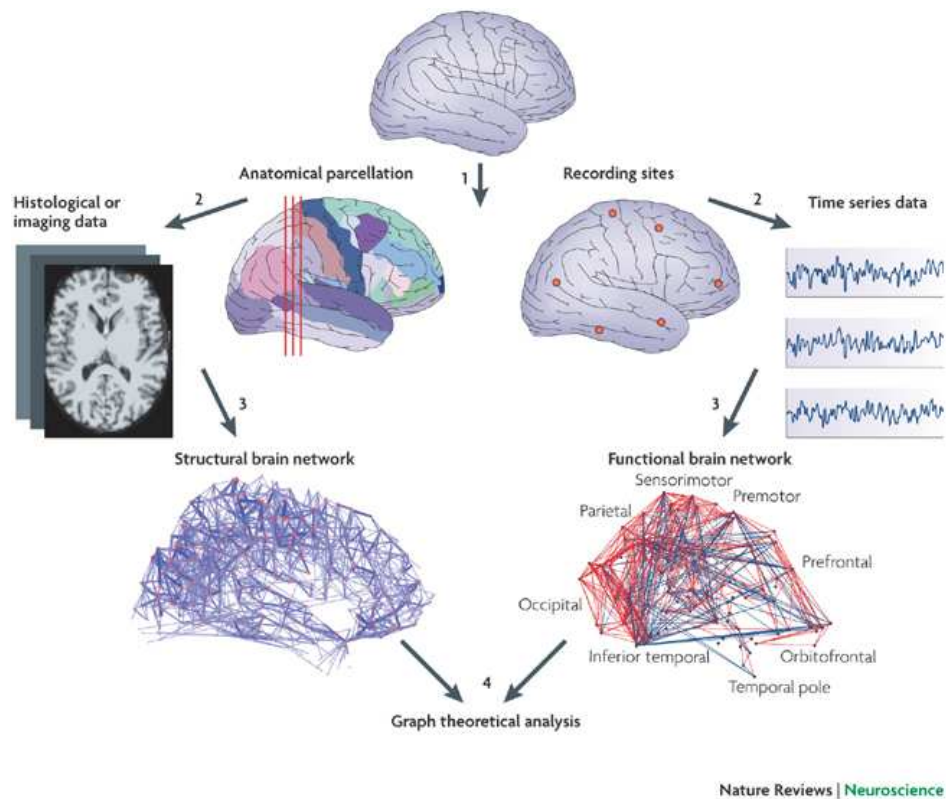 Anatomical parcellation
1
Recording sites
2
Histological or
imaging data
2
Time series data
3
3
Structural brain network
Functional brain network
Sensorimotor
Premotor
Parietal
Prefrontal
Occipital
Inferior temporal
Orbitofrontal
Temporal pole
4
Graph theoretical analysis
Nature Reviews | Neuroscience